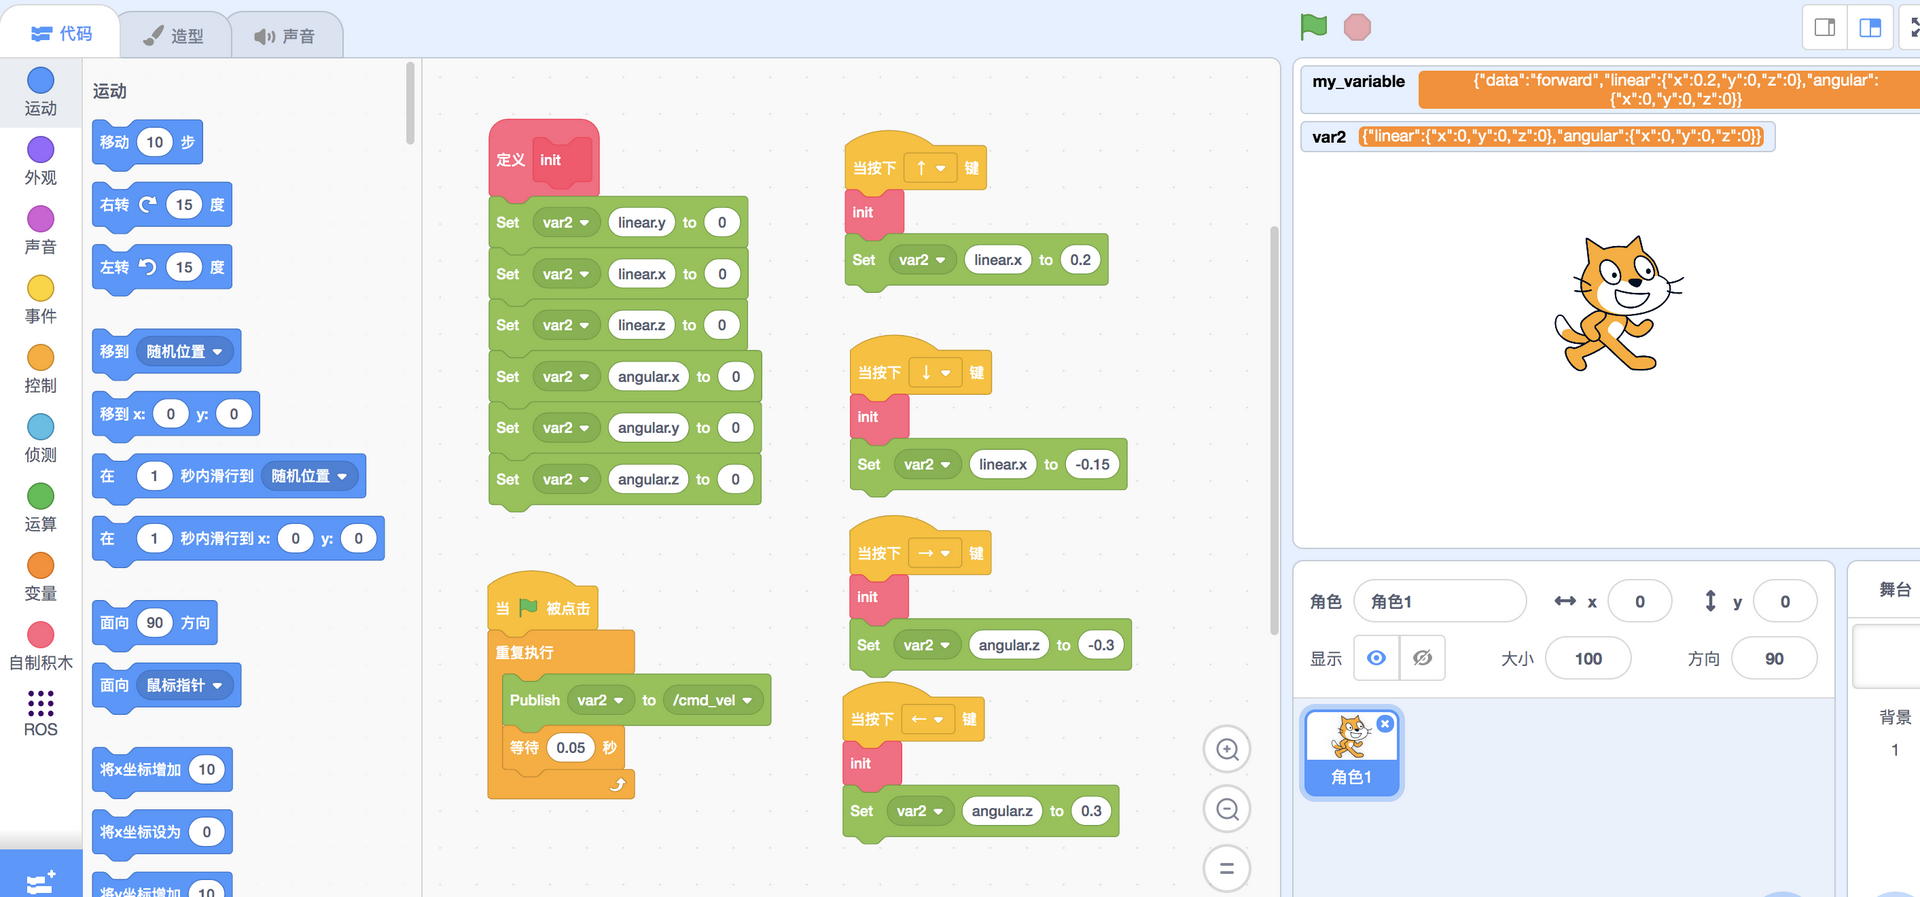 代码
造型
声音
运动
外观
声音
事件
控制
侦测
运算
变量
自制积木
ROS
运动
移动 10 步
右转 15 度
左转 15 度
移到 随机位置
移到 x: 0 y: 0
在 1 秒内滑行到 随机位置
在 1 秒内滑行到 x: 0 y: 0
面向 90 方向
面向 鼠标指针
将x坐标增加 10
将x坐标设为 0
将y坐标增加 10
定义 init
Set var2 linear.y to 0
Set var2 linear.x to 0
Set var2 linear.z to 0
Set var2 angular.x to 0
Set var2 angular.y to 0
Set var2 angular.z to 0
当 被点击
重复执行
Publish var2 to /cmd_vel
等待 0.05 秒
当按下 ↑ 键
init
Set var2 linear.x to 0.2
当按下 ↓ 键
init
Set var2 linear.x to -0.15
当按下 → 键
init
Set var2 angular.z to -0.3
当按下 ← 键
init
Set var2 angular.z to 0.3
my_variable {"data":"forward","linear":{"x":0.2,"y":0,"z":0},"angular":
{"x":0,"y":0,"z":0}}
var2 {"linear":{"x":0,"y":0,"z":0},"angular":{"x":0,"y":0,"z":0}}
角色 角色1 x 0 y 0
显示 大小 100 方向 90
角色1
舞台
背景
1